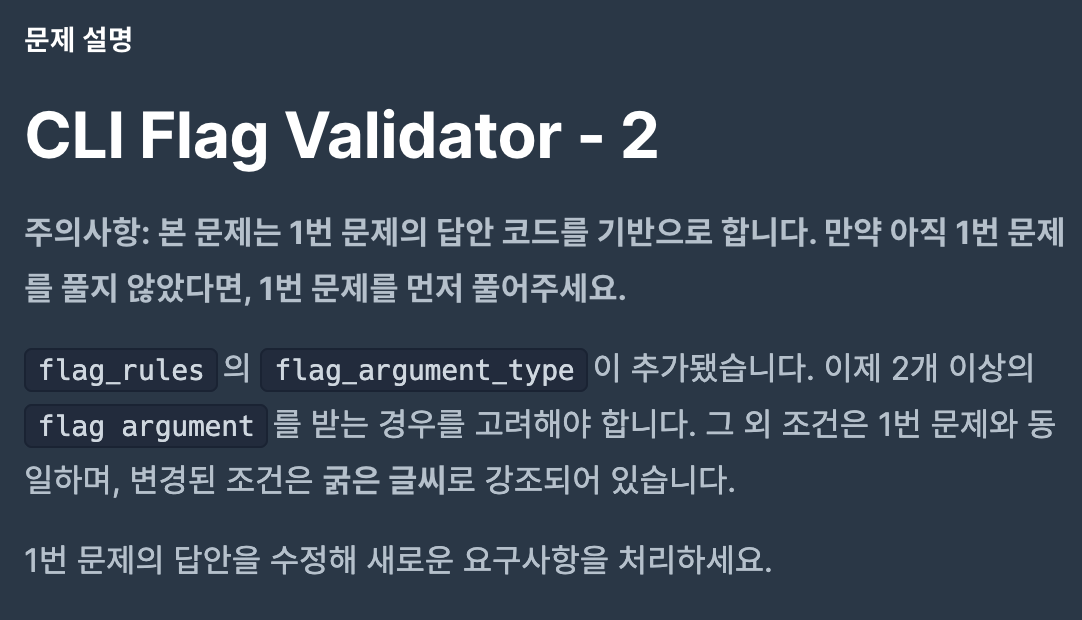 문제 설명
CLI Flag Validator - 2
주의사항: 본 문제는 1번 문제의 답안 코드를 기반으로 합니다. 만약 아직 1번 문제
를 풀지 않았다면, 1번 문제를 먼저 풀어주세요.
flag_rules 의 flag_argument_type 이 추가됐습니다. 이제 2개 이상의
flag argument 를 받는 경우를 고려해야 합니다. 그 외 조건은 1번 문제와 동
일하며, 변경된 조건은 굵은 글씨로 강조되어 있습니다.
1번 문제의 답안을 수정해 새로운 요구사항을 처리하세요.